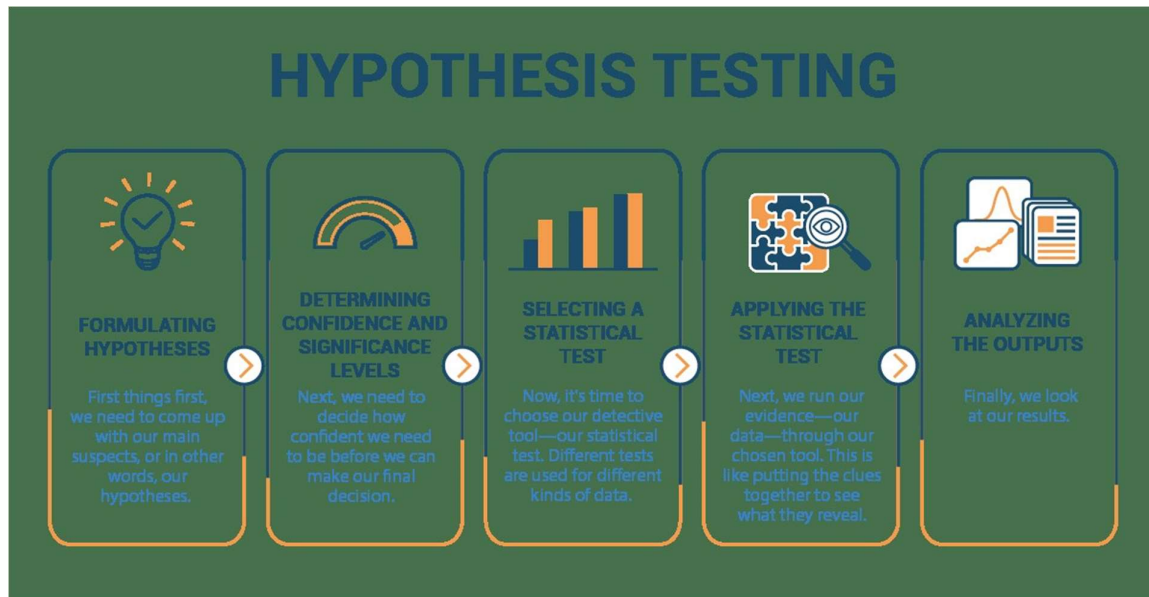 HYPOTHESIS TESTING
FORMULATING
HYPOTHESES
First things first,
we need to come up
with our main
suspects, or in other
words, our
hypotheses.
DETERMINING
CONFIDENCE AND
SIGNIFICANCE
LEVELS
Next, we need to
decide how
confident we need
to be before we can
make our final
decision.
SELECTING A
STATISTICAL
TEST
Now, it's time to
choose our detective
tool—our statistical
test. Different tests
are used for different
kinds of data.
APPLYING THE
STATISTICAL
TEST
Next, we run our
evidence—our
data—through our
chosen tool. This is
like putting the clues
together to see
what they reveal.
ANALYZING
THE OUTPUTS
Finally, we look
at our results.